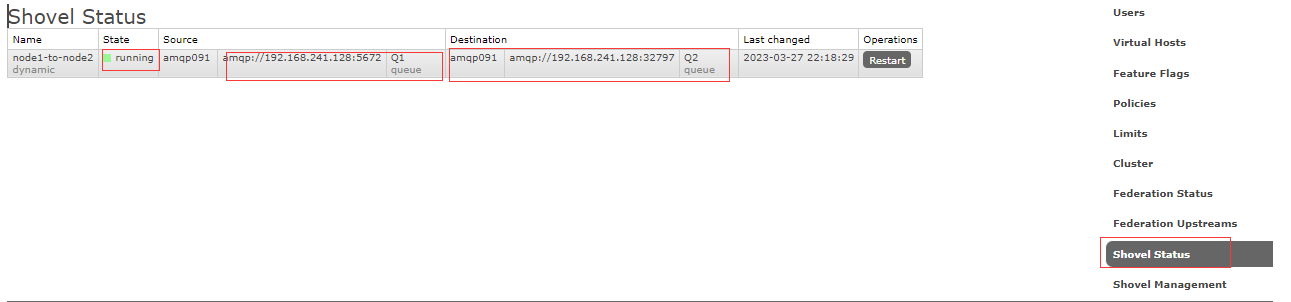 Shovel Status
Name State Source Destination Last changed Operations
node1-to-node2 running amqp091 amqp://192.168.241.128:5672 Q1 amqp091 amqp://192.168.241.128:32797 Q2 2023-03-27 22:18:29 Restart
dynamic queue queue
Users
Virtual Hosts
Feature Flags
Policies
Limits
Cluster
Federation Status
Federation Upstreams
Shovel Status
Shovel Management